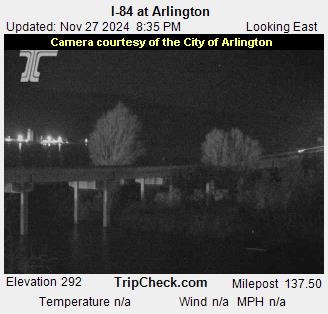 I-84 at Arlington
Updated: Nov 27 2024 8:35 PM Looking East
Camera courtesy of the City of Arlington
Elevation 292 TripCheck.com Milepost 137.50
Temperature n/a Wind n/a MPH n/a